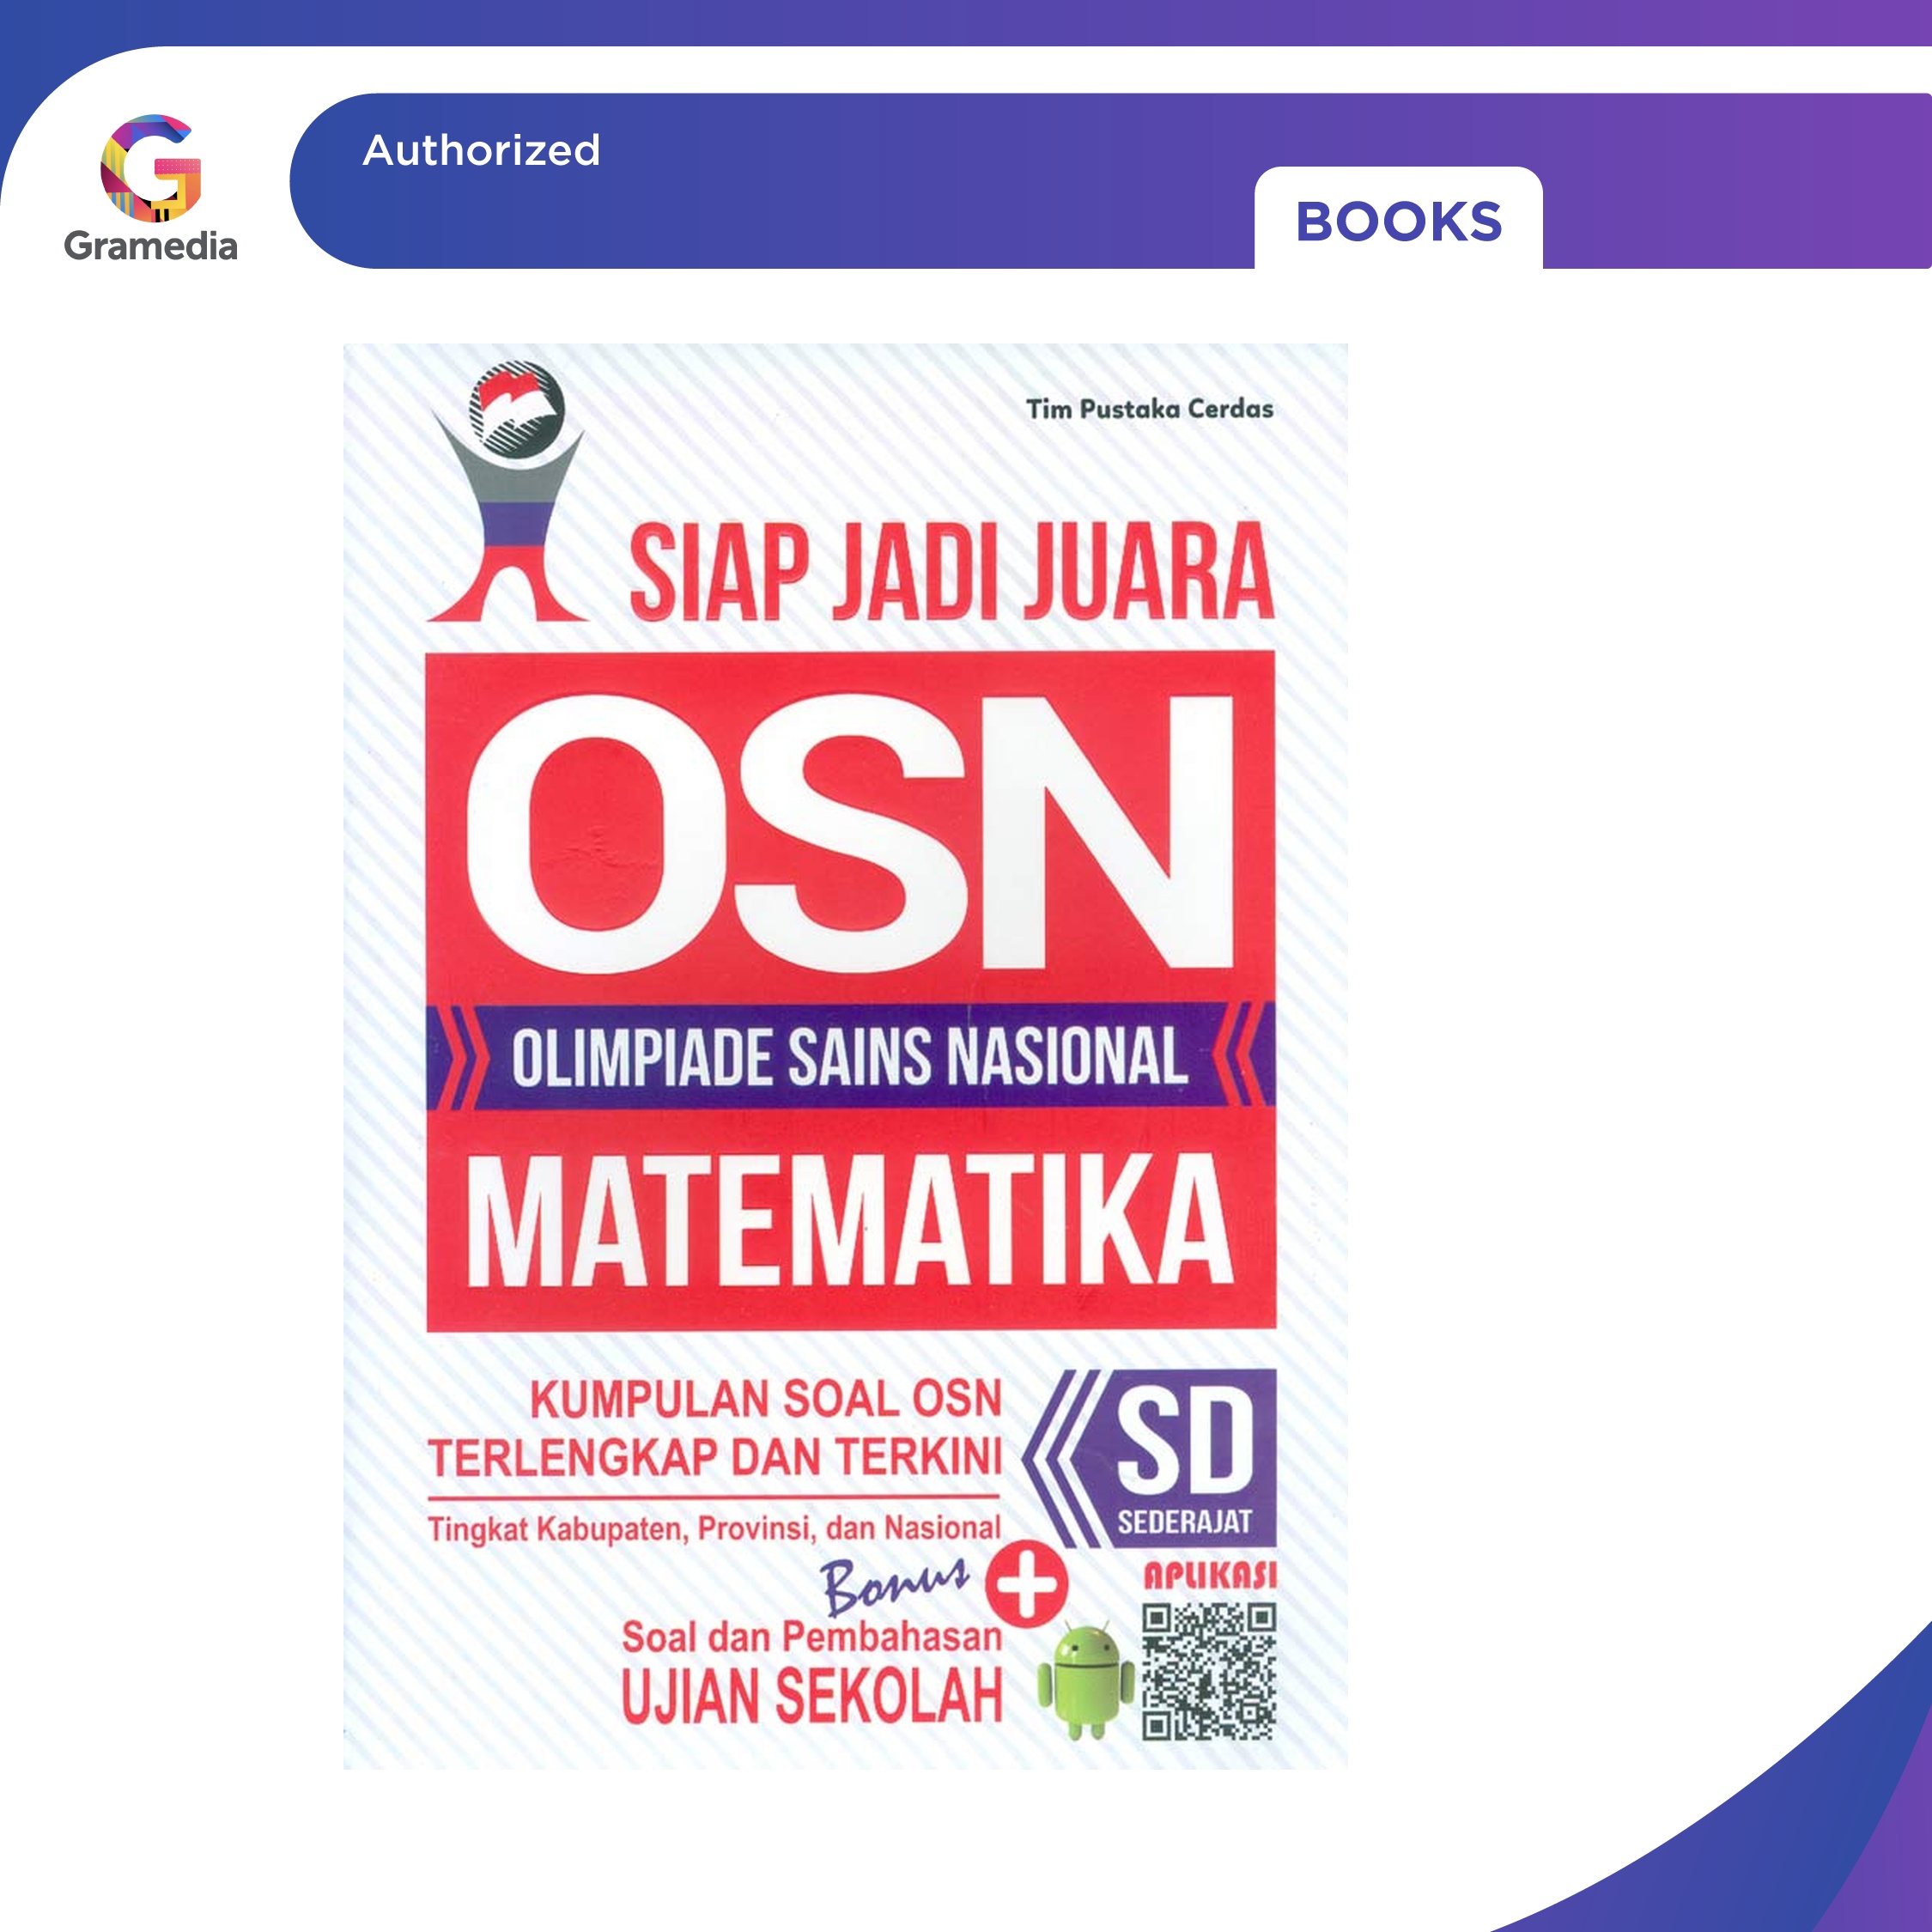 Gramedia
Authorized
BOOKS
Tim Pustaka Cerdas
SIAP JADI JUARA
OSN
OLIMPIADE SAINS NASIONAL
MATEMATIKA
KUMPULAN SOAL OSN
TERLENGKAP DAN TERKINI
Tingkat Kabupaten, Provinsi, dan Nasional
SD
SEDERAJAT
Bonus
Soal dan Pembahasan
UJIAN SEKOLAH
APLIKASI